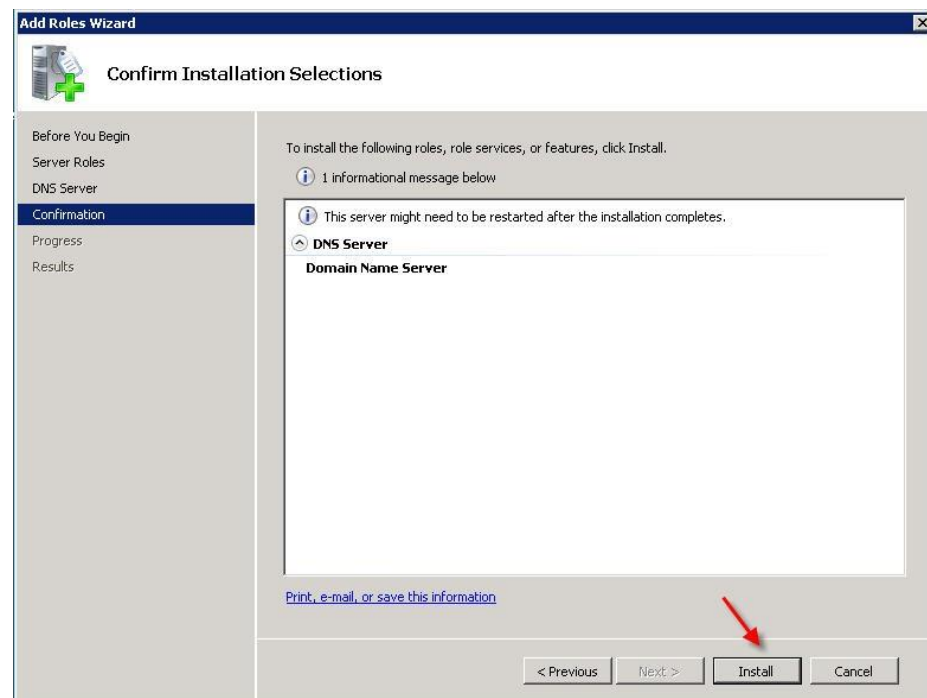 Add Roles Wizard
Confirm Installation Selections
Before You Begin
Server Roles
DNS Server
Confirmation
Progress
Results
To install the following roles, role services, or features, click Install.
1 informational message below
This server might need to be restarted after the installation completes.
DNS Server
Domain Name Server
Print, e-mail, or save this information
< Previous
Next >
Install
Cancel